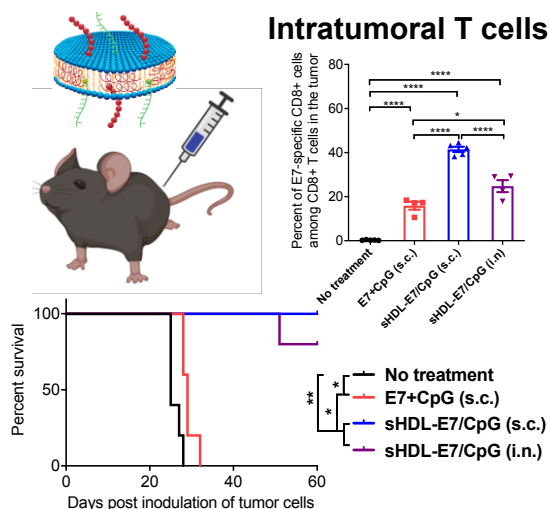 Intratumoral T cells
Percent of E7-specific CD8+ cells
among CD8+ T cells in the tumor
80
60
40
20
0
****
****
****
*
****
****
No treatment
E7+CpG (s.c.)
sHDL-E7/CpG (s.c.)
sHDL-E7/CpG (i.n)
Percent survival
100
50
0
0
20
40
60
Days post inodulation of tumor cells
**
*
*
No treatment
E7+CpG (s.c.)
sHDL-E7/CpG (s.c.)
sHDL-E7/CpG (i.n.)